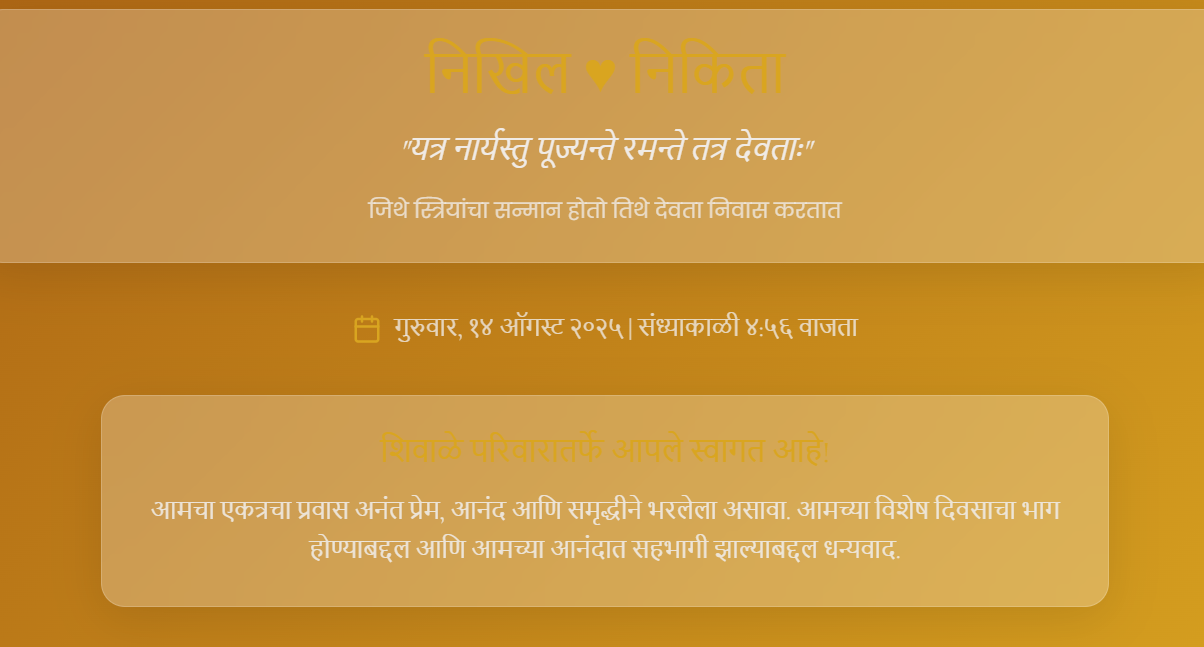 निखिल ♥ निकिता
"यत्र नार्यस्तु पूज्यन्ते रमन्ते तत्र देवताः"
जिथे स्त्रियांचा सन्मान होतो तिथे देवता निवास करतात
गुरुवार, १४ ऑगस्ट २०२५ | संध्याकाळी ४:५६ वाजता
शिवाळे परिवारातर्फे आपले स्वागत आहे!
आमचा एकत्रचा प्रवास अनंत प्रेम, आनंद आणि समृद्धीने भरलेला असावा. आमच्या विशेष दिवसाचा भाग
होण्याबद्दल आणि आमच्या आनंदात सहभागी झाल्याबद्दल धन्यवाद.